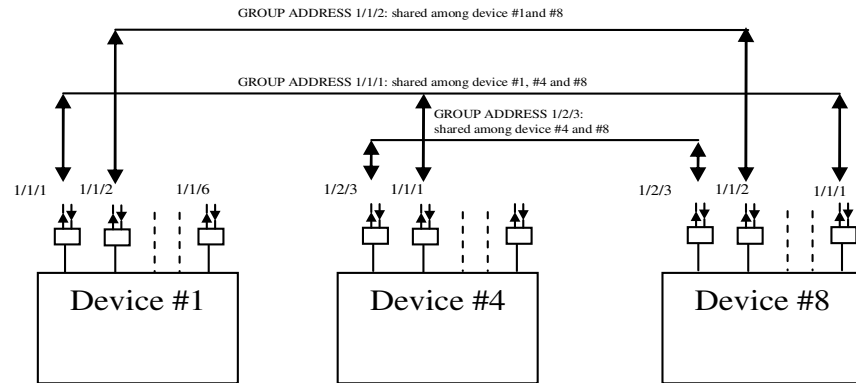 GROUP ADDRESS 1/1/2: shared among device #1and #8
GROUP ADDRESS 1/1/1: shared among device #1, #4 and #8
GROUP ADDRESS 1/2/3:
shared among device #4 and #8
1/1/1 1/1/2 1/1/6 1/2/3 1/1/1 1/2/3 1/1/2 1/1/1
Device #1 Device #4 Device #8